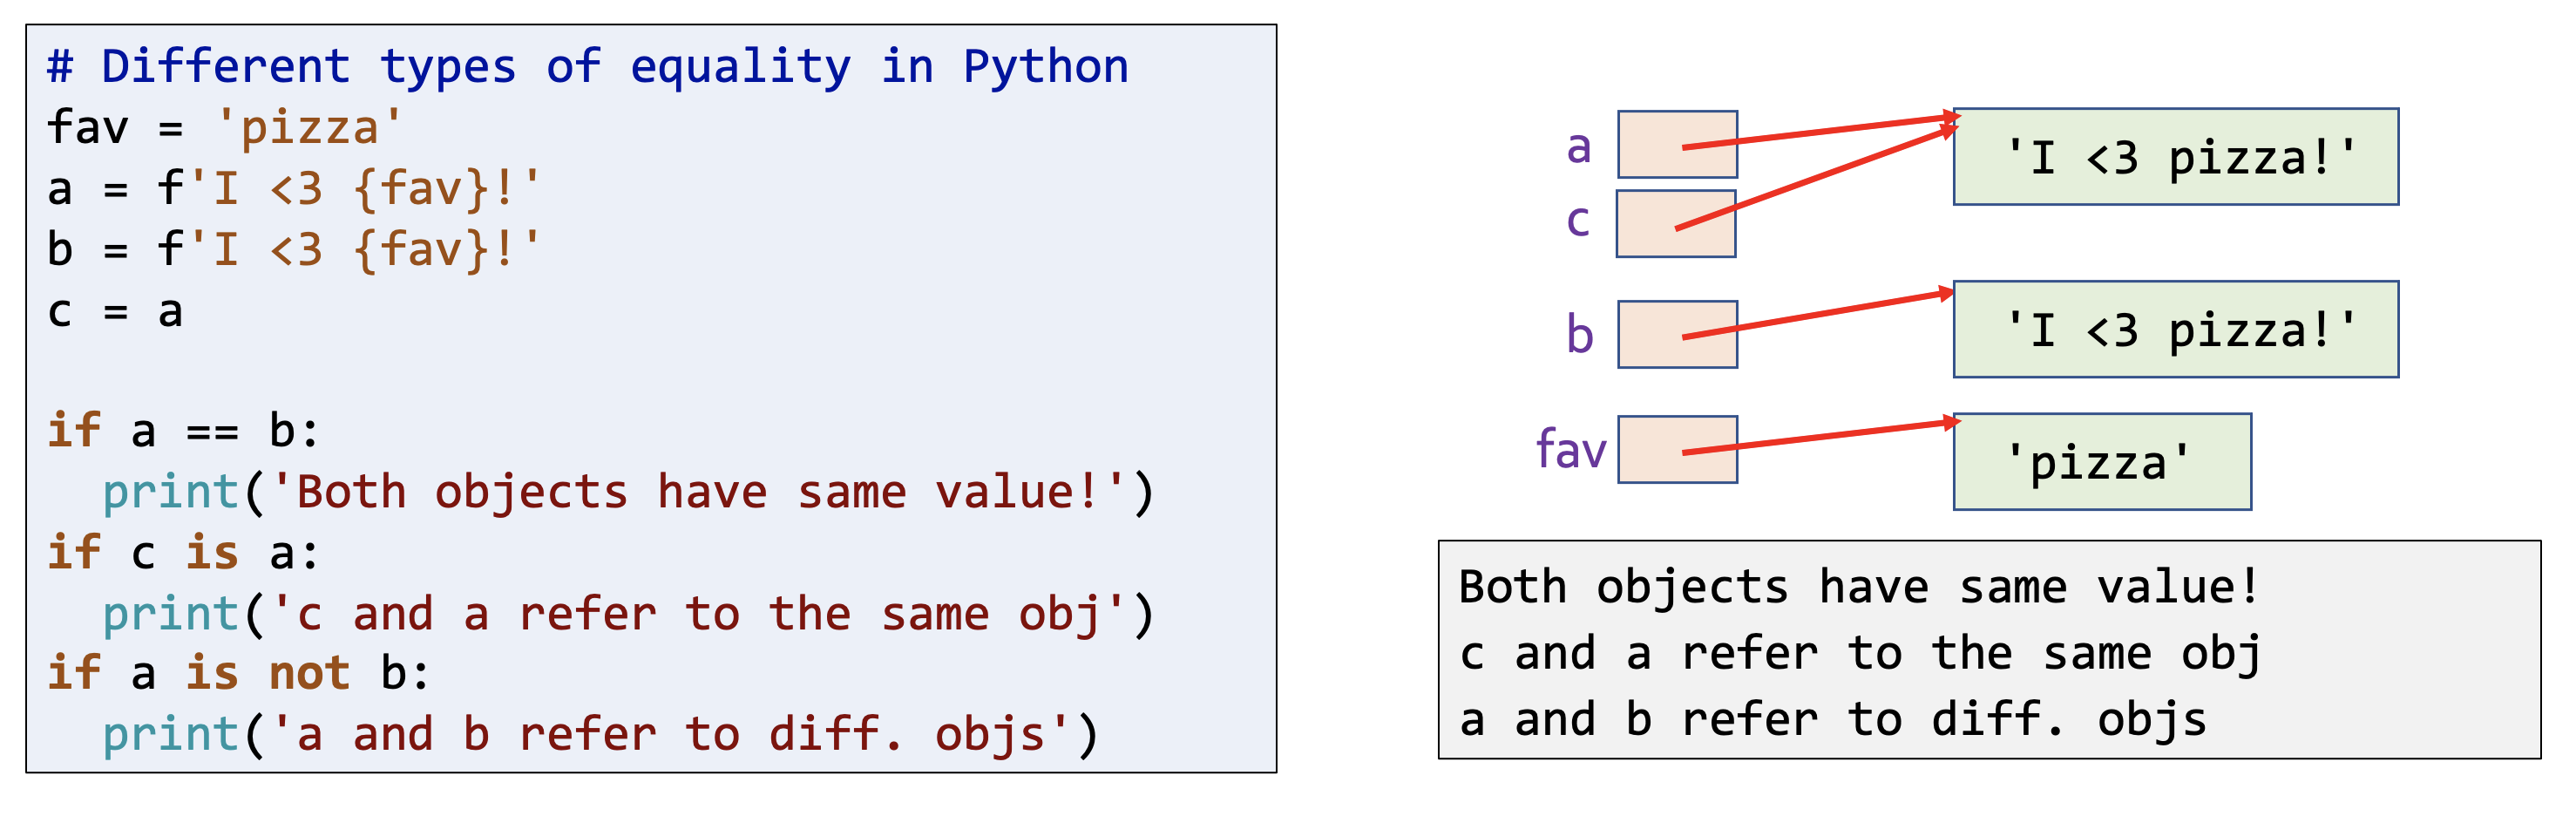 # Different types of equality in Python
fav = 'pizza'
a = f'I <3 {fav}!'
b = f'I <3 {fav}!'
c = a

if a == b:
  print('Both objects have same value!')
if c is a:
  print('c and a refer to the same obj')
if a is not b:
  print('a and b refer to diff. objs')
a
'I <3 pizza!'
c
b
'I <3 pizza!'
fav
'pizza'
Both objects have same value!
c and a refer to the same obj
a and b refer to diff. objs